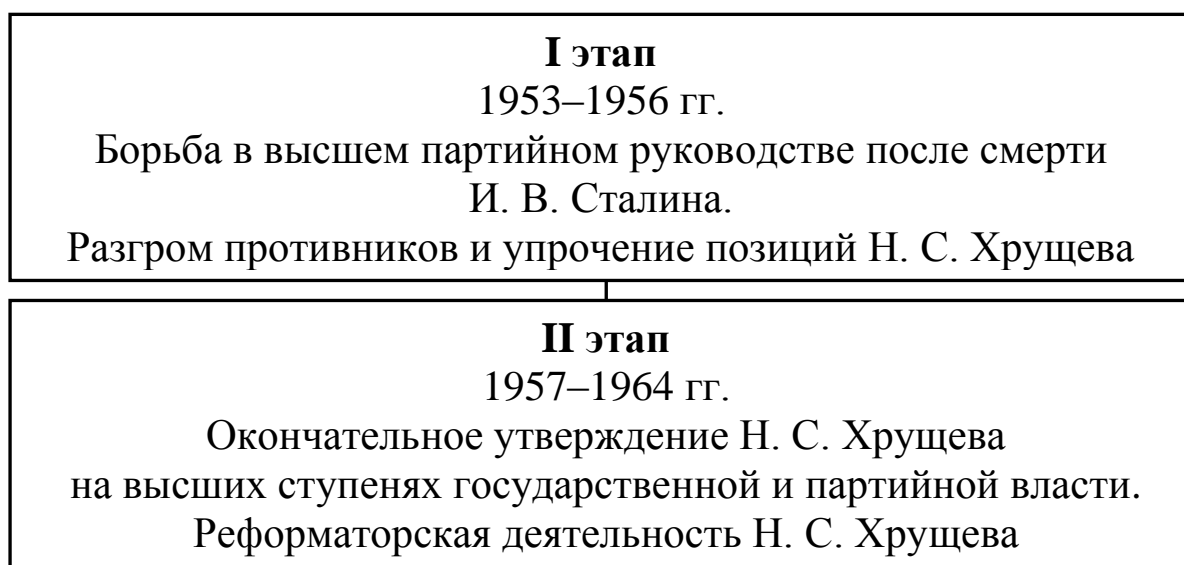 I этап
1953–1956 гг.
Борьба в высшем партийном руководстве после смерти
И. В. Сталина.
Разгром противников и упрочение позиций Н. С. Хрущева
II этап
1957–1964 гг.
Окончательное утверждение Н. С. Хрущева
на высших ступенях государственной и партийной власти.
Реформаторская деятельность Н. С. Хрущева